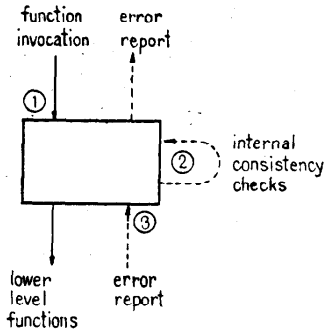 function
invocation
error
report
①
②
internal
consistency
checks
③
lower
level
functions
error
report